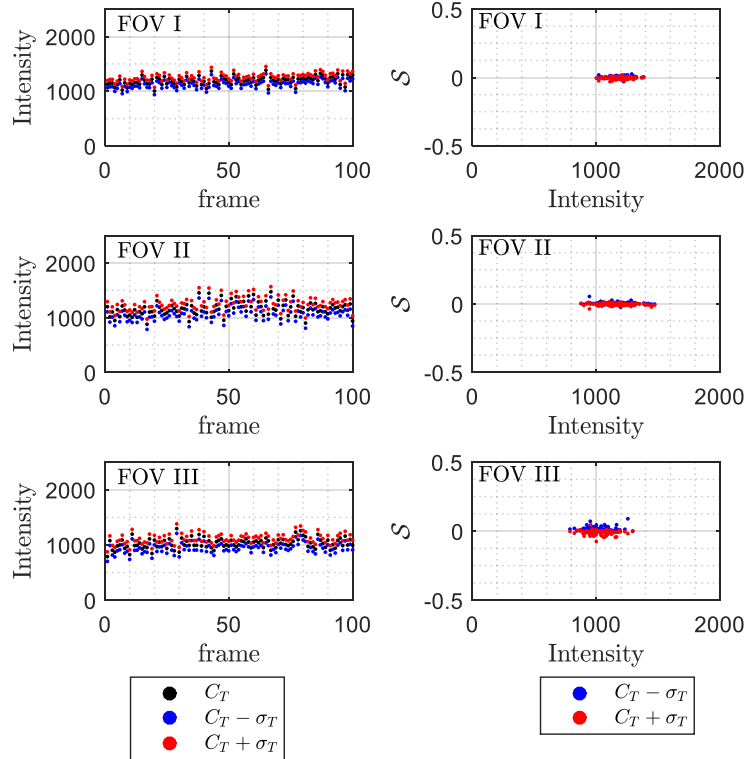 FOV I
2000
1000
0
Intensity
0 50 100
frame
FOV I
0.5
0
-0.5
𝒮
0 1000 2000
Intensity
FOV II
2000
1000
0
Intensity
0 50 100
frame
FOV II
0.5
0
-0.5
𝒮
0 1000 2000
Intensity
FOV III
2000
1000
0
Intensity
0 50 100
frame
FOV III
0.5
0
-0.5
𝒮
0 1000 2000
Intensity
C_T
C_T − σ_T
C_T + σ_T
C_T − σ_T
C_T + σ_T